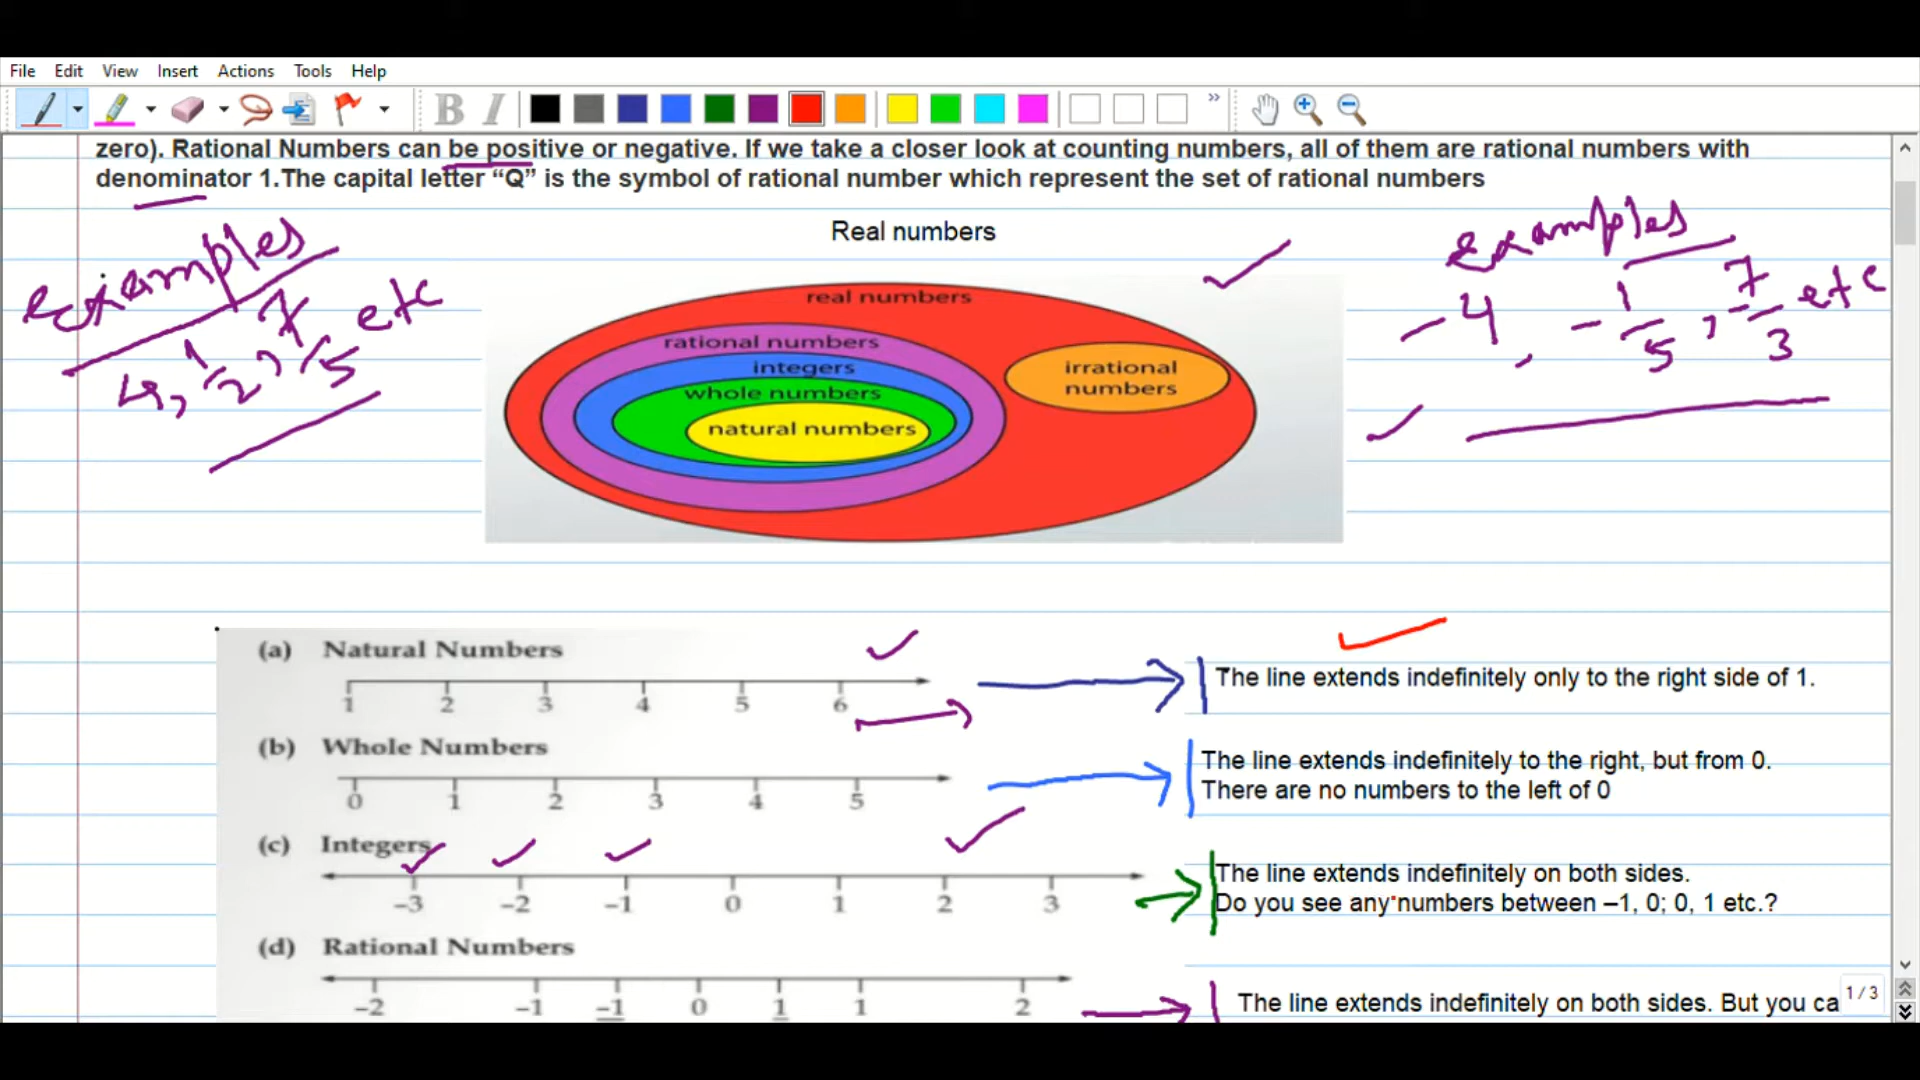 File Edit View Insert Actions Tools Help
B I
zero). Rational Numbers can be positive or negative. If we take a closer look at counting numbers, all of them are rational numbers with
denominator 1.The capital letter “Q” is the symbol of rational number which represent the set of rational numbers
Real numbers
examples
4, 1/2, 7/5 etc
examples
-4, -1/5, -7/3 etc
real numbers
rational numbers
integers
whole numbers
natural numbers
irrational
numbers
(a) Natural Numbers
1 2 3 4 5 6
The line extends indefinitely only to the right side of 1.
(b) Whole Numbers
0 1 2 3 4 5
The line extends indefinitely to the right, but from 0.
There are no numbers to the left of 0
(c) Integers
–3 –2 –1 0 1 2 3
The line extends indefinitely on both sides.
Do you see any numbers between –1, 0; 0, 1 etc.?
(d) Rational Numbers
–2 –1 –1 0 1 1 2
The line extends indefinitely on both sides. But you ca
1 / 3